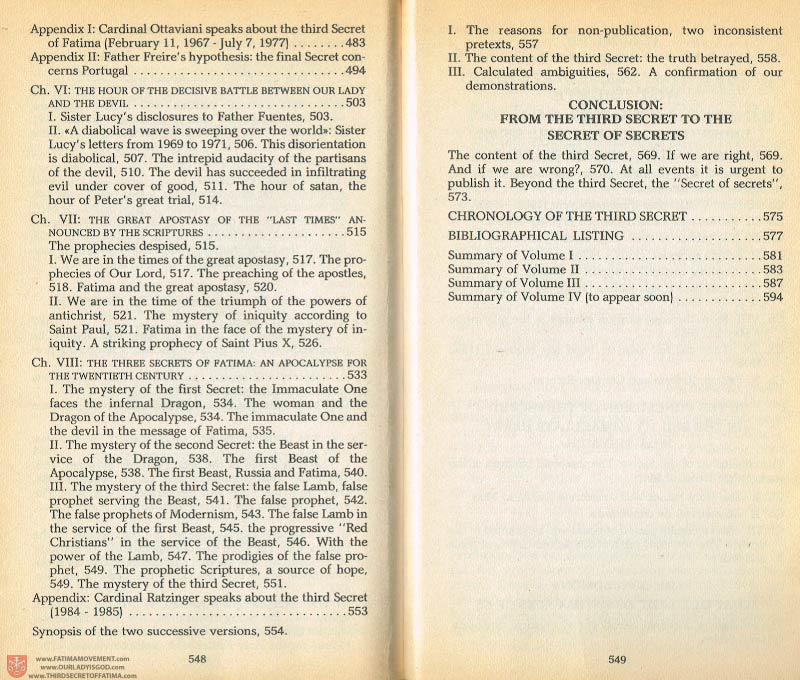 Appendix I: Cardinal Ottaviani speaks about the third Secret
of Fatima (February 11, 1967 - July 7, 1977) ........483
Appendix II: Father Freire's hypothesis: the final Secret con-
cerns Portugal ................................494
Ch. VI: THE HOUR OF THE DECISIVE BATTLE BETWEEN OUR LADY
AND THE DEVIL ................................503
I. Sister Lucy's disclosures to Father Fuentes, 503.
II. «A diabolical wave is sweeping over the world»: Sister
Lucy's letters from 1969 to 1971, 506. This disorientation
is diabolical, 507. The intrepid audacity of the partisans
of the devil, 510. The devil has succeeded in infiltrating
evil under cover of good, 511. The hour of satan, the
hour of Peter's great trial, 514.
Ch. VII: THE GREAT APOSTASY OF THE "LAST TIMES" AN-
NOUNCED BY THE SCRIPTURES .....................515
The prophecies despised, 515.
I. We are in the times of the great apostasy, 517. The pro-
phecies of Our Lord, 517. The preaching of the apostles,
518. Fatima and the great apostasy, 520.
II. We are in the time of the triumph of the powers of
antichrist, 521. The mystery of iniquity according to
Saint Paul, 521. Fatima in the face of the mystery of in-
iquity. A striking prophecy of Saint Pius X, 526.
Ch. VIII: THE THREE SECRETS OF FATIMA: AN APOCALYPSE FOR
THE TWENTIETH CENTURY ........................533
I. The mystery of the first Secret: the Immaculate One
faces the infernal Dragon, 534. The woman and the
Dragon of the Apocalypse, 534. The immaculate One and
the devil in the message of Fatima, 535.
II. The mystery of the second Secret: the Beast in the ser-
vice of the Dragon, 538. The first Beast of the
Apocalypse, 538. The first Beast, Russia and Fatima, 540.
III. The mystery of the third Secret: the false Lamb, false
prophet serving the Beast, 541. The false prophet, 542.
The false prophets of Modernism, 543. The false Lamb in
the service of the first Beast, 545. the progressive "Red
Christians" in the service of the Beast, 546. With the
power of the Lamb, 547. The prodigies of the false pro-
phet, 549. The prophetic Scriptures, a source of hope,
549. The mystery of the third Secret, 551.
Appendix: Cardinal Ratzinger speaks about the third Secret
(1984 - 1985) .................................553
Synopsis of the two successive versions, 554.
548
www.FATIMAMOVEMENT.com
www.OURLADYISGOD.com
www.THIRDSECRETOFFATIMA.com
I. The reasons for non-publication, two inconsistent
pretexts, 557
II. The content of the third Secret: the truth betrayed, 558.
III. Calculated ambiguities, 562. A confirmation of our
demonstrations.
CONCLUSION:
FROM THE THIRD SECRET TO THE
SECRET OF SECRETS
The content of the third Secret, 569. If we are right, 569.
And if we are wrong?, 570. At all events it is urgent to
publish it. Beyond the third Secret, the "Secret of secrets",
573.
CHRONOLOGY OF THE THIRD SECRET ...........575
BIBLIOGRAPHICAL LISTING ....................577
Summary of Volume I ............................581
Summary of Volume II ...........................583
Summary of Volume III ..........................587
Summary of Volume IV (to appear soon) ............594
549